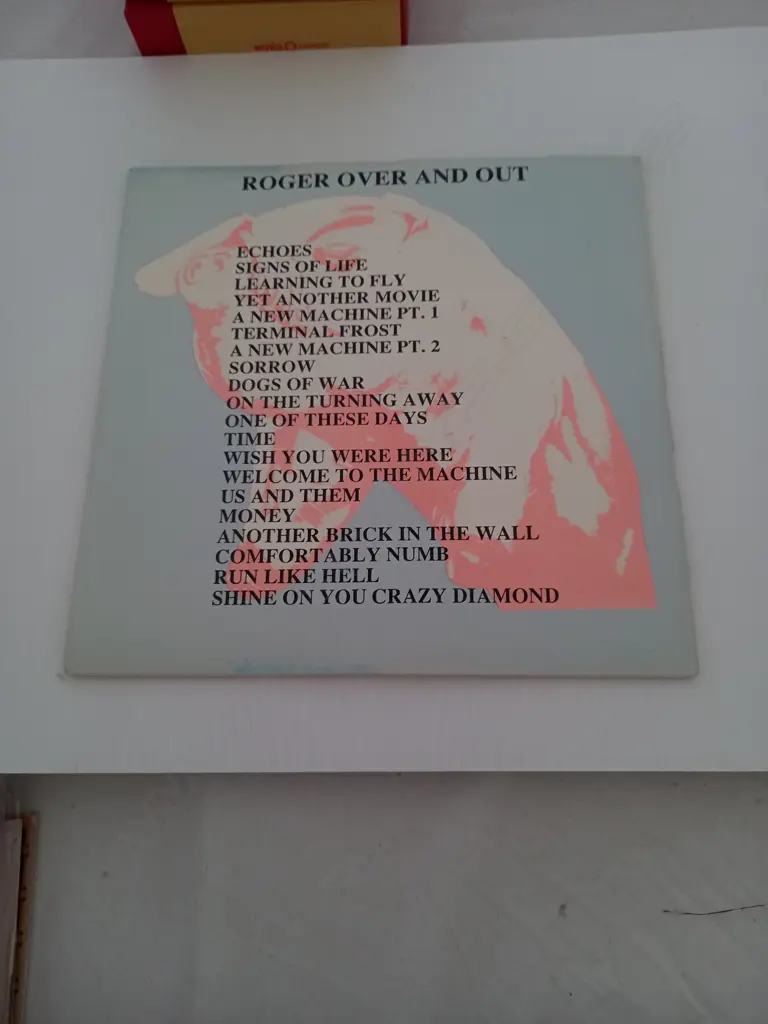 ROGER OVER AND OUT
ECHOES
SIGNS OF LIFE
LEARNING TO FLY
YET ANOTHER MOVIE
A NEW MACHINE PT. 1
TERMINAL FROST
A NEW MACHINE PT. 2
SORROW
DOGS OF WAR
ON THE TURNING AWAY
ONE OF THESE DAYS
TIME
WISH YOU WERE HERE
WELCOME TO THE MACHINE
US AND THEM
MONEY
ANOTHER BRICK IN THE WALL
COMFORTABLY NUMB
RUN LIKE HELL
SHINE ON YOU CRAZY DIAMOND